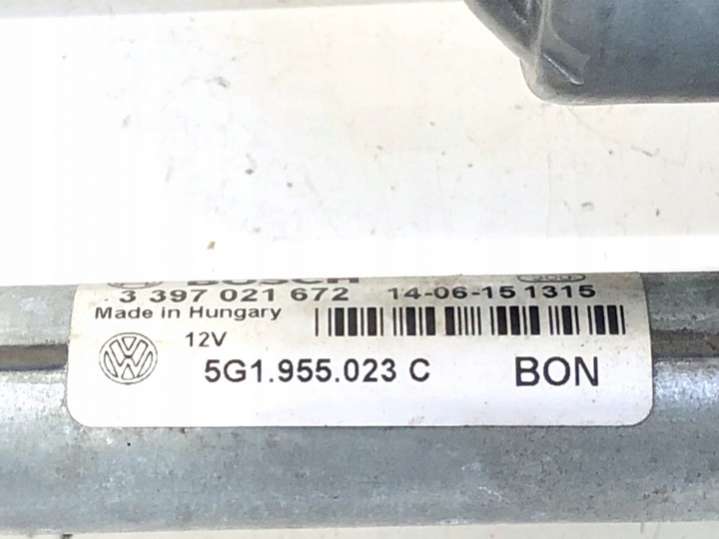 BOSCH
3 397 021 672 14-06-15 1315
Made in Hungary
12V
5G1.955.023 C BON